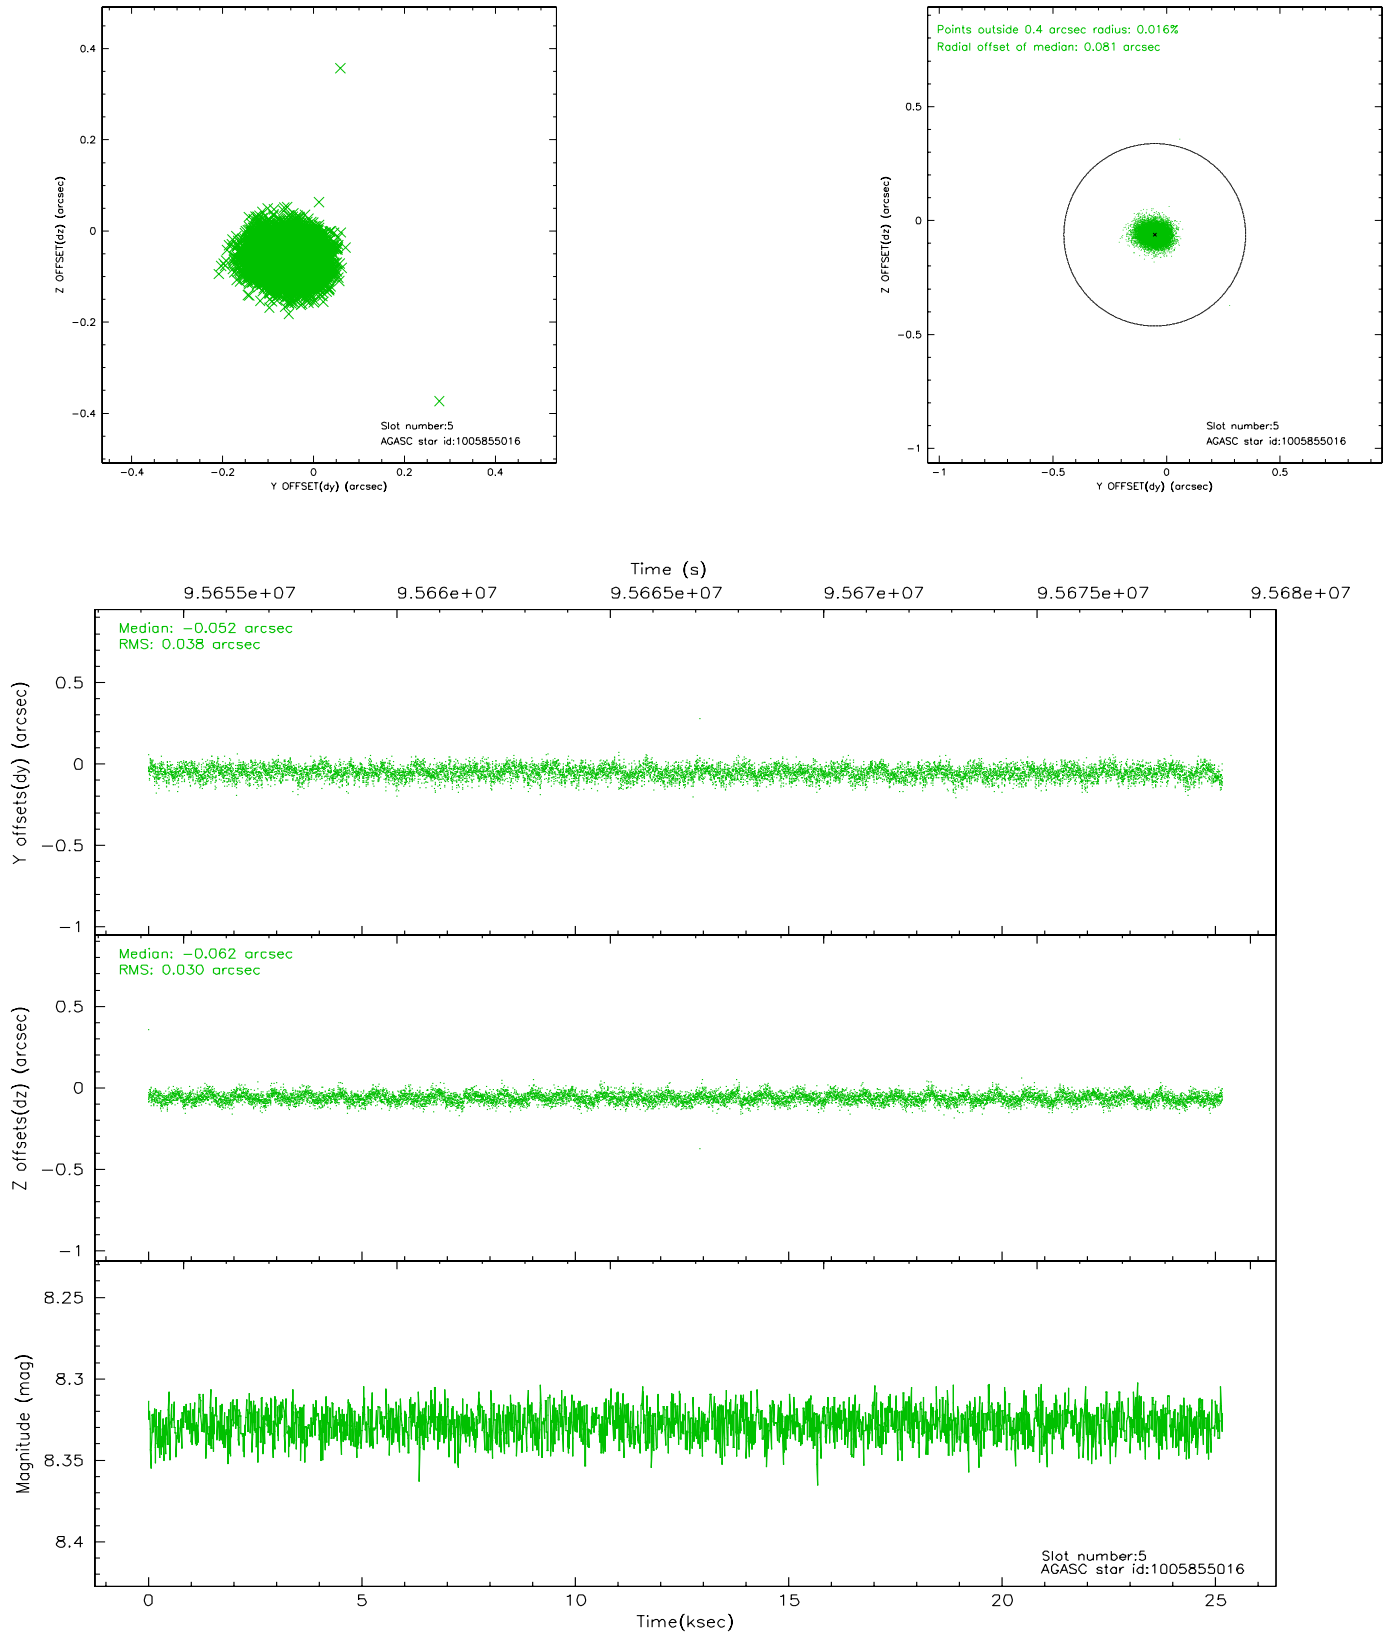 0.4
0.2
0
−0.2
−0.4
Z OFFSET(dz) (arcsec)
Slot number:5
AGASC star id:1005855016
−0.4 −0.2 0 0.2 0.4
Y OFFSET(dy) (arcsec)
Points outside 0.4 arcsec radius: 0.016%
Radial offset of median: 0.081 arcsec
0.5
0
−0.5
−1
Z OFFSET(dz) (arcsec)
Slot number:5
AGASC star id:1005855016
−1 −0.5 0 0.5
Y OFFSET(dy) (arcsec)
Time (s)
9.5655e+07 9.566e+07 9.5665e+07 9.567e+07 9.5675e+07 9.568e+07
Median: −0.052 arcsec
RMS: 0.038 arcsec
0.5
0
−0.5
−1
Y offsets(dy) (arcsec)
Median: −0.062 arcsec
RMS: 0.030 arcsec
0.5
0
−0.5
−1
Z offsets(dz) (arcsec)
8.25
8.3
8.35
8.4
Magnitude (mag)
Slot number:5
AGASC star id:1005855016
0 5 10 15 20 25
Time(ksec)